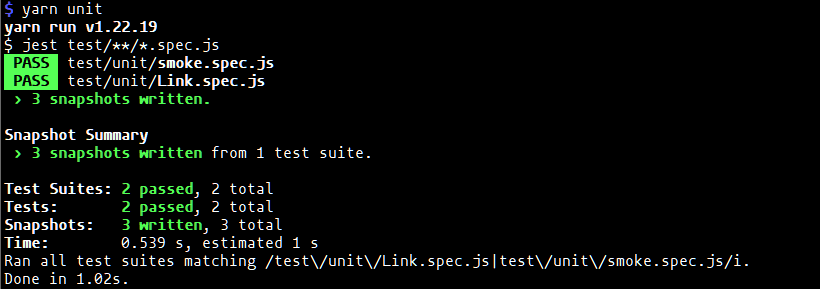 $ yarn unit
yarn run v1.22.19
$ jest test/**/*.spec.js
PASS test/unit/smoke.spec.js
PASS test/unit/Link.spec.js
› 3 snapshots written.
Snapshot Summary
› 3 snapshots written from 1 test suite.
Test Suites: 2 passed, 2 total
Tests: 2 passed, 2 total
Snapshots: 3 written, 3 total
Time: 0.539 s, estimated 1 s
Ran all test suites matching /test\/unit\/Link.spec.js|test\/unit\/smoke.spec.js/i.
Done in 1.02s.